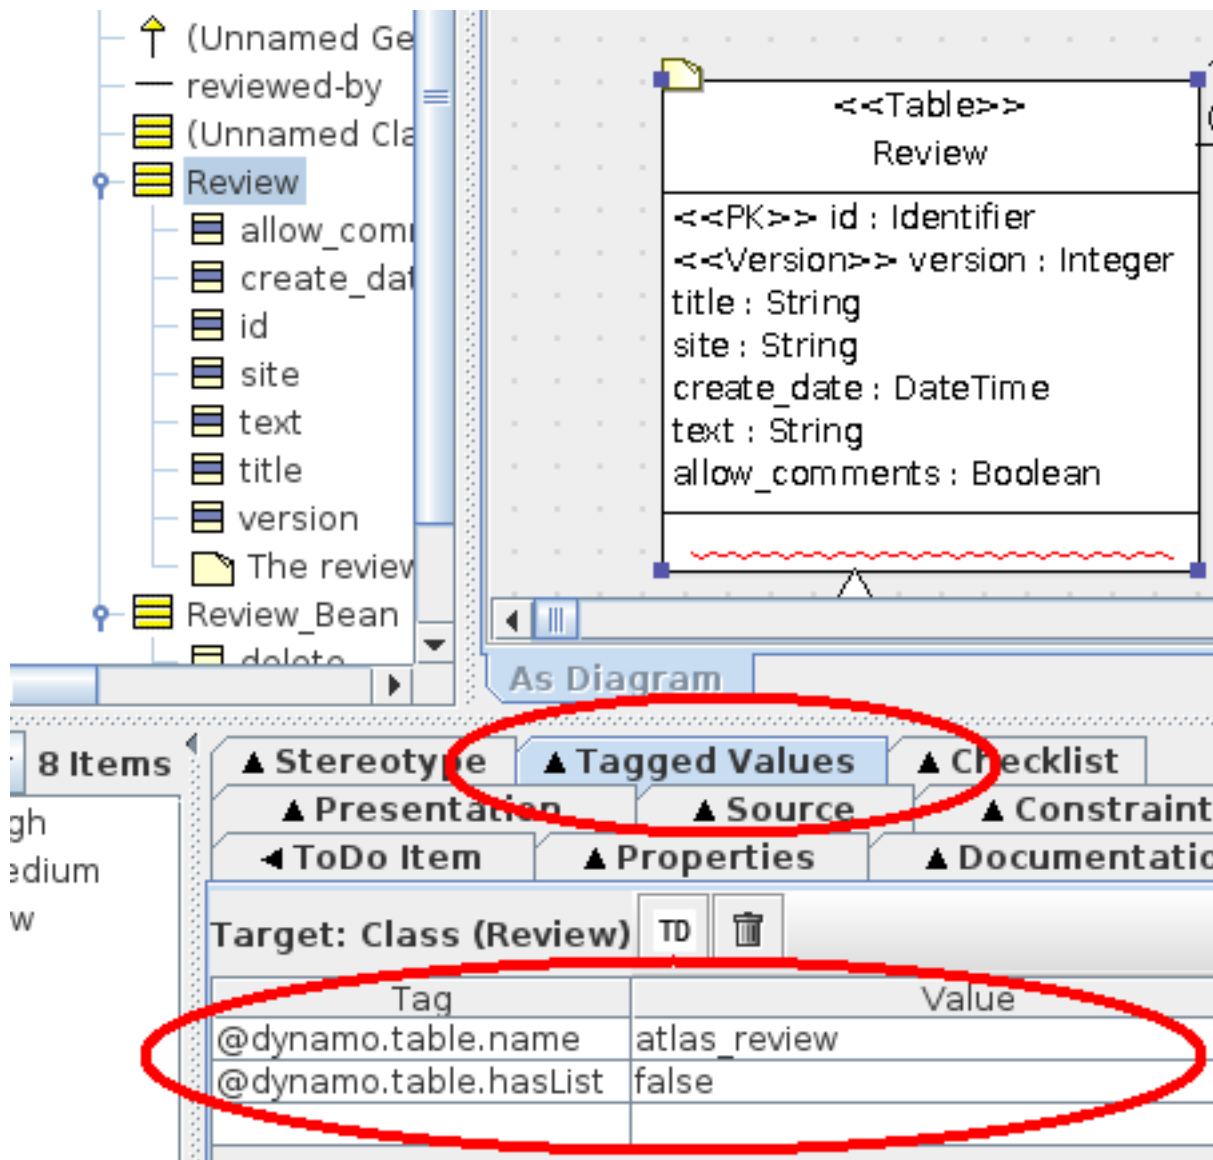 (Unnamed Ge
reviewed-by
(Unnamed Cla
Review
allow_com
create_dat
id
site
text
title
version
The review
Review_Bean
delete
<<Table>>
Review
<<PK>> id : Identifier
<<Version>> version : Integer
title : String
site : String
create_date : DateTime
text : String
allow_comments : Boolean
As Diagram
8 Items
gh
edium
w
Stereotype Tagged Values Checklist
Presentation Source Constraint
ToDo Item Properties Documentatio
Target: Class (Review) TD
Tag Value
@dynamo.table.name atlas_review
@dynamo.table.hasList false